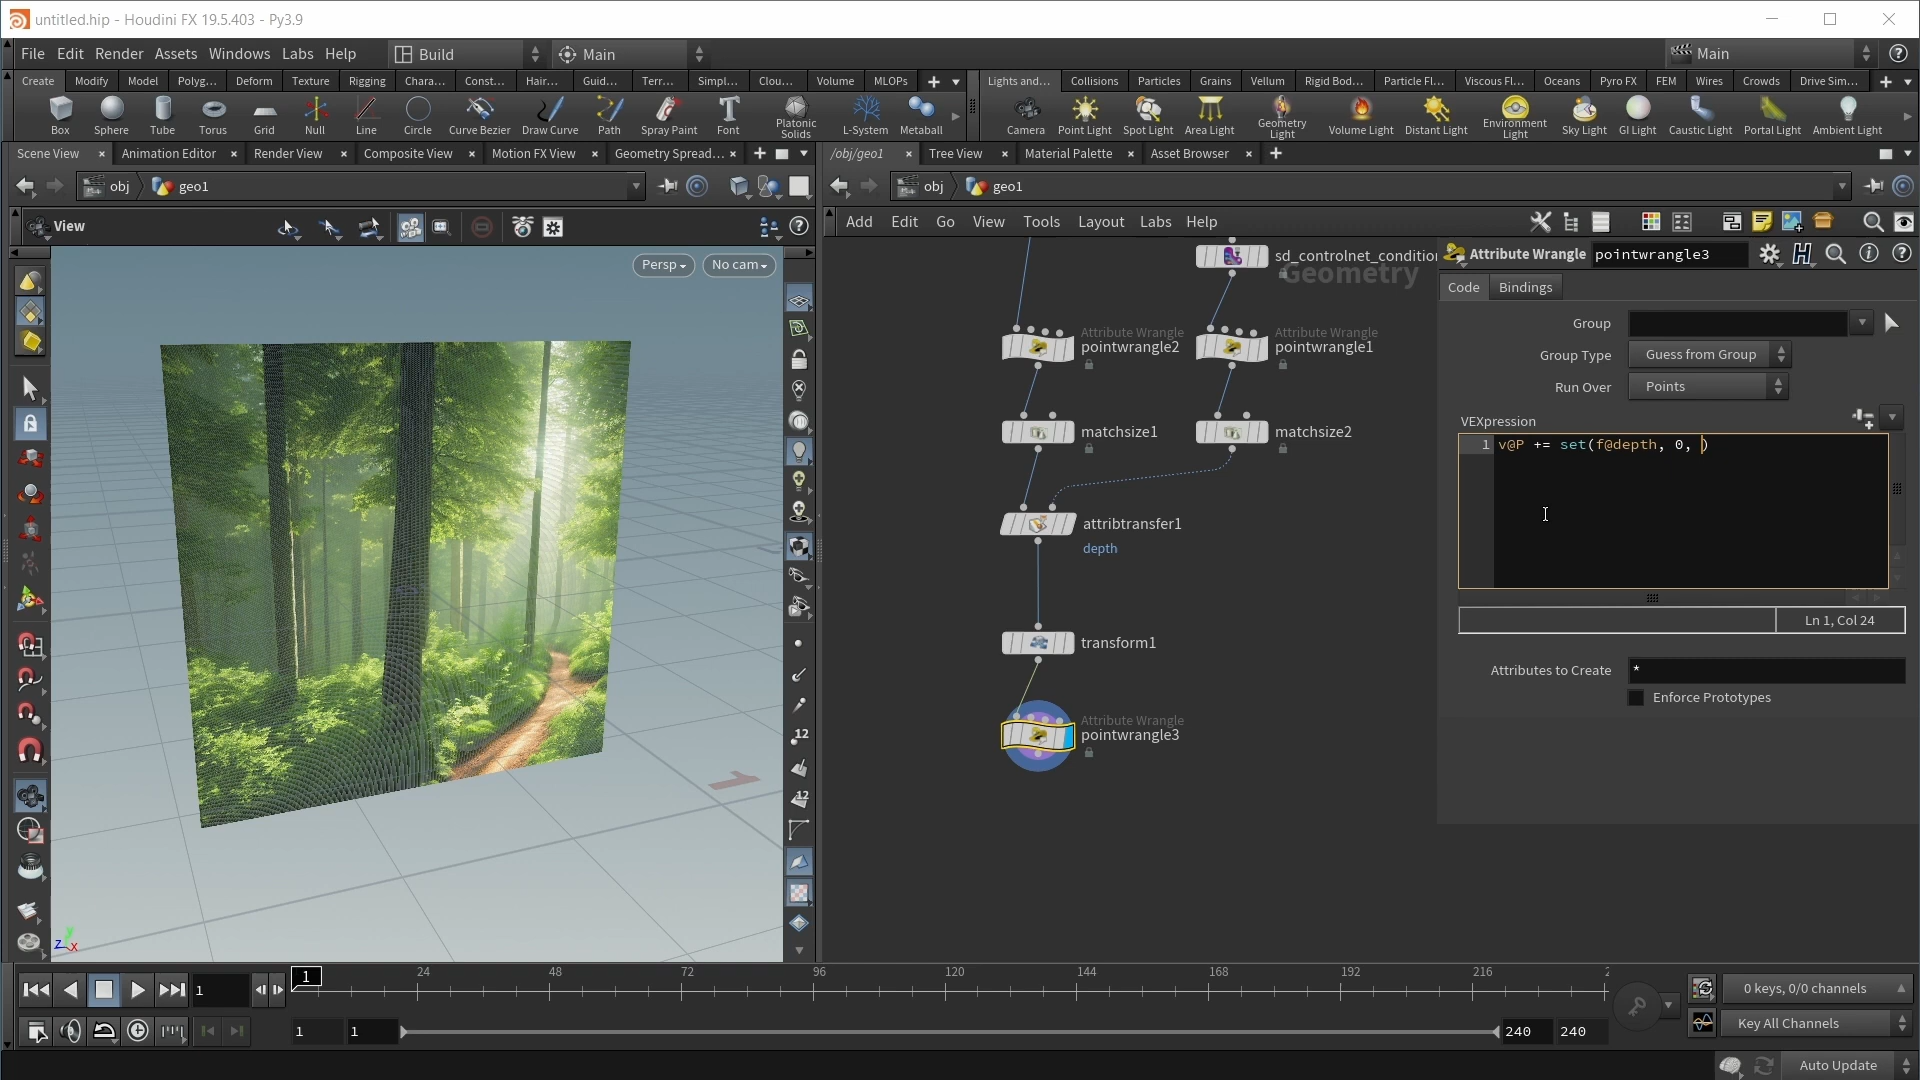 untitled.hip - Houdini FX 19.5.403 - Py3.9
File Edit Render Assets Windows Labs Help Build Main Main
Create Modify Model Polyg... Deform Texture Rigging Chara... Const... Hair... Guid... Terr... Simpl... Clou... Volume MLOPs
Lights and... Collisions Particles Grains Vellum Rigid Bod... Particle Fl... Viscous Fl... Oceans Pyro FX FEM Wires Crowds Drive Sim...
Box Sphere Tube Torus Grid Null Line Circle Curve Bezier Draw Curve Path Spray Paint Font Platonic Solids L-System Metaball
Camera Point Light Spot Light Area Light Geometry Light Volume Light Distant Light Environment Light Sky Light GI Light Caustic Light Portal Light Ambient Light
Scene View Animation Editor Render View Composite View Motion FX View Geometry Spread...
/obj/geo1 Tree View Material Palette Asset Browser
obj geo1
obj geo1
View
Add Edit Go View Tools Layout Labs Help
Persp No cam
12
12
z x
sd_controlnet_condition
Geometry
Attribute Wrangle
pointwrangle2
Attribute Wrangle
pointwrangle1
matchsize1
matchsize2
attribtransfer1
depth
transform1
Attribute Wrangle
pointwrangle3
Attribute Wrangle pointwrangle3
Code Bindings
Group
Group Type Guess from Group
Run Over Points
VEXpression
1 v@P += set(f@depth, 0, )
Ln 1, Col 24
Attributes to Create *
Enforce Prototypes
1 1 24 48 72 96 120 144 168 192 216 2
0 keys, 0/0 channels
1 1 240 240
Key All Channels
Auto Update